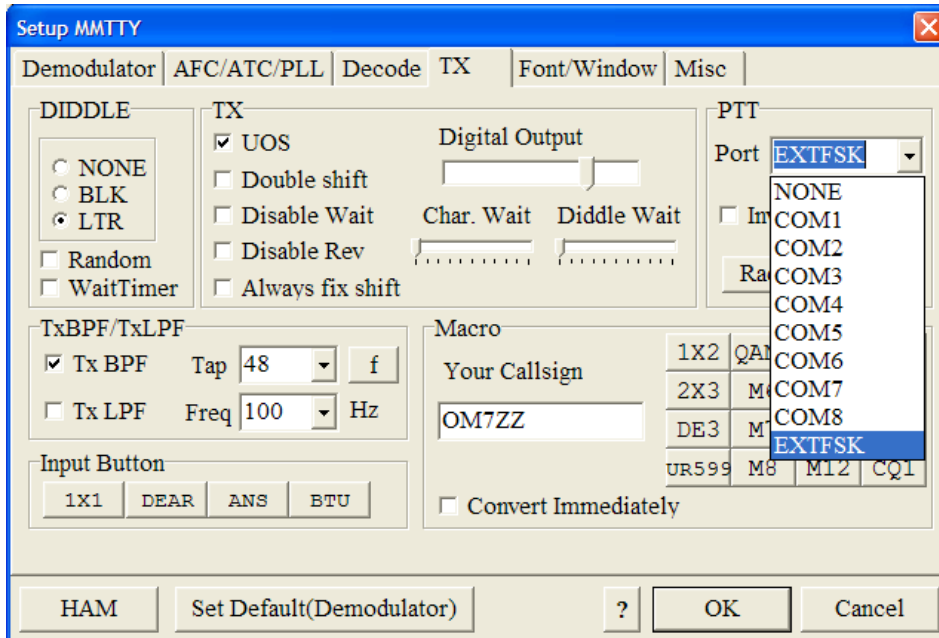 Setup MMTTY
Demodulator AFC/ATC/PLL Decode TX Font/Window Misc
DIDDLE
NONE
BLK
LTR
Random
WaitTimer
TX
UOS
Double shift
Disable Wait
Disable Rev
Always fix shift
Digital Output
Char. Wait Diddle Wait
PTT
Port EXTFSK
NONE
COM1
COM2
COM3
COM4
COM5
COM6
COM7
COM8
EXTFSK
TxBPF/TxLPF
Tx BPF Tap 48 f
Tx LPF Freq 100 Hz
Input Button
1X1 DEAR ANS BTU
Macro
Your Callsign
OM7ZZ
1X2
2X3
DE3
UR599 M8 M12 CQ1
Convert Immediately
HAM Set Default(Demodulator) ? OK Cancel